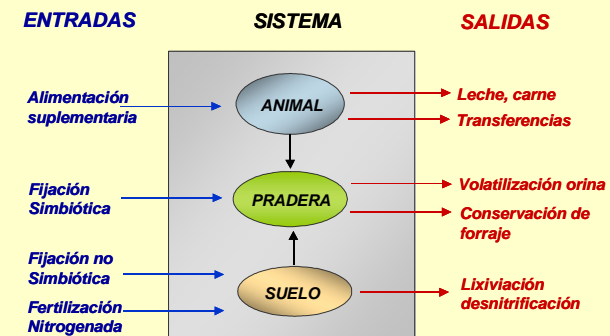 ENTRADAS
SISTEMA
SALIDAS
Alimentación
suplementaria
ANIMAL
Leche, carne
Transferencias
Fijación
Simbiótica
PRADERA
Volatilización orina
Conservación de
forraje
Fijación no
Simbiótica
Fertilización
Nitrogenada
SUELO
Lixiviación
desnitrificación